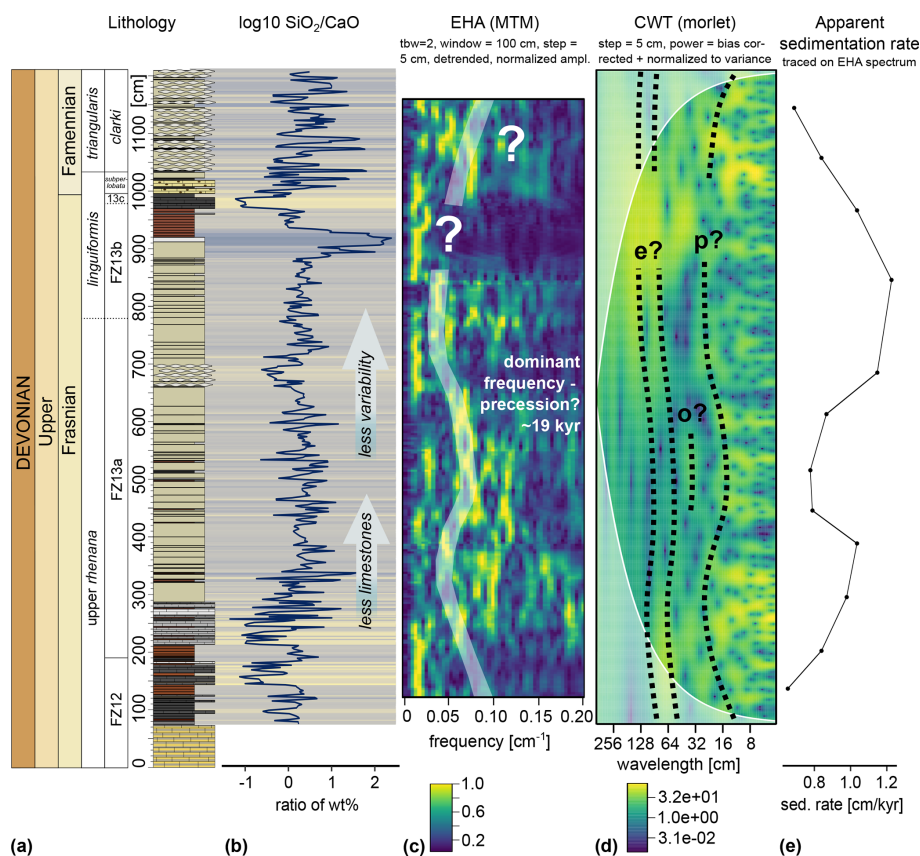 Lithology
log10 SiO2/CaO
EHA (MTM)
tbw=2, window = 100 cm, step =
5 cm, detrended, normalized ampl.
CWT (morlet)
step = 5 cm, power = bias cor-
rected + normalized to variance
Apparent
sedimentation rate
traced on EHA spectrum
DEVONIAN
Upper
Famennian
Frasnian
triangularis
linguiformis
upper rhenana
clarki
subper-
lobata
13c
FZ13b
FZ13a
FZ12
[cm]
1100
1000
900
800
700
600
500
400
300
200
100
0
less variability
less limestones
?
?
dominant
frequency -
precession?
~19 kyr
e?
p?
o?
-1 0 1 2
ratio of wt%
0 0.05 0.10 0.15 0.20
frequency [cm-1]
1.0
0.8
0.6
0.4
0.2
256 128 64 32 16 8
wavelength [cm]
3.2e+01
1.0e+00
3.1e-02
0.8 1.0 1.2
sed. rate [cm/kyr]
(a)
(b)
(c)
(d)
(e)